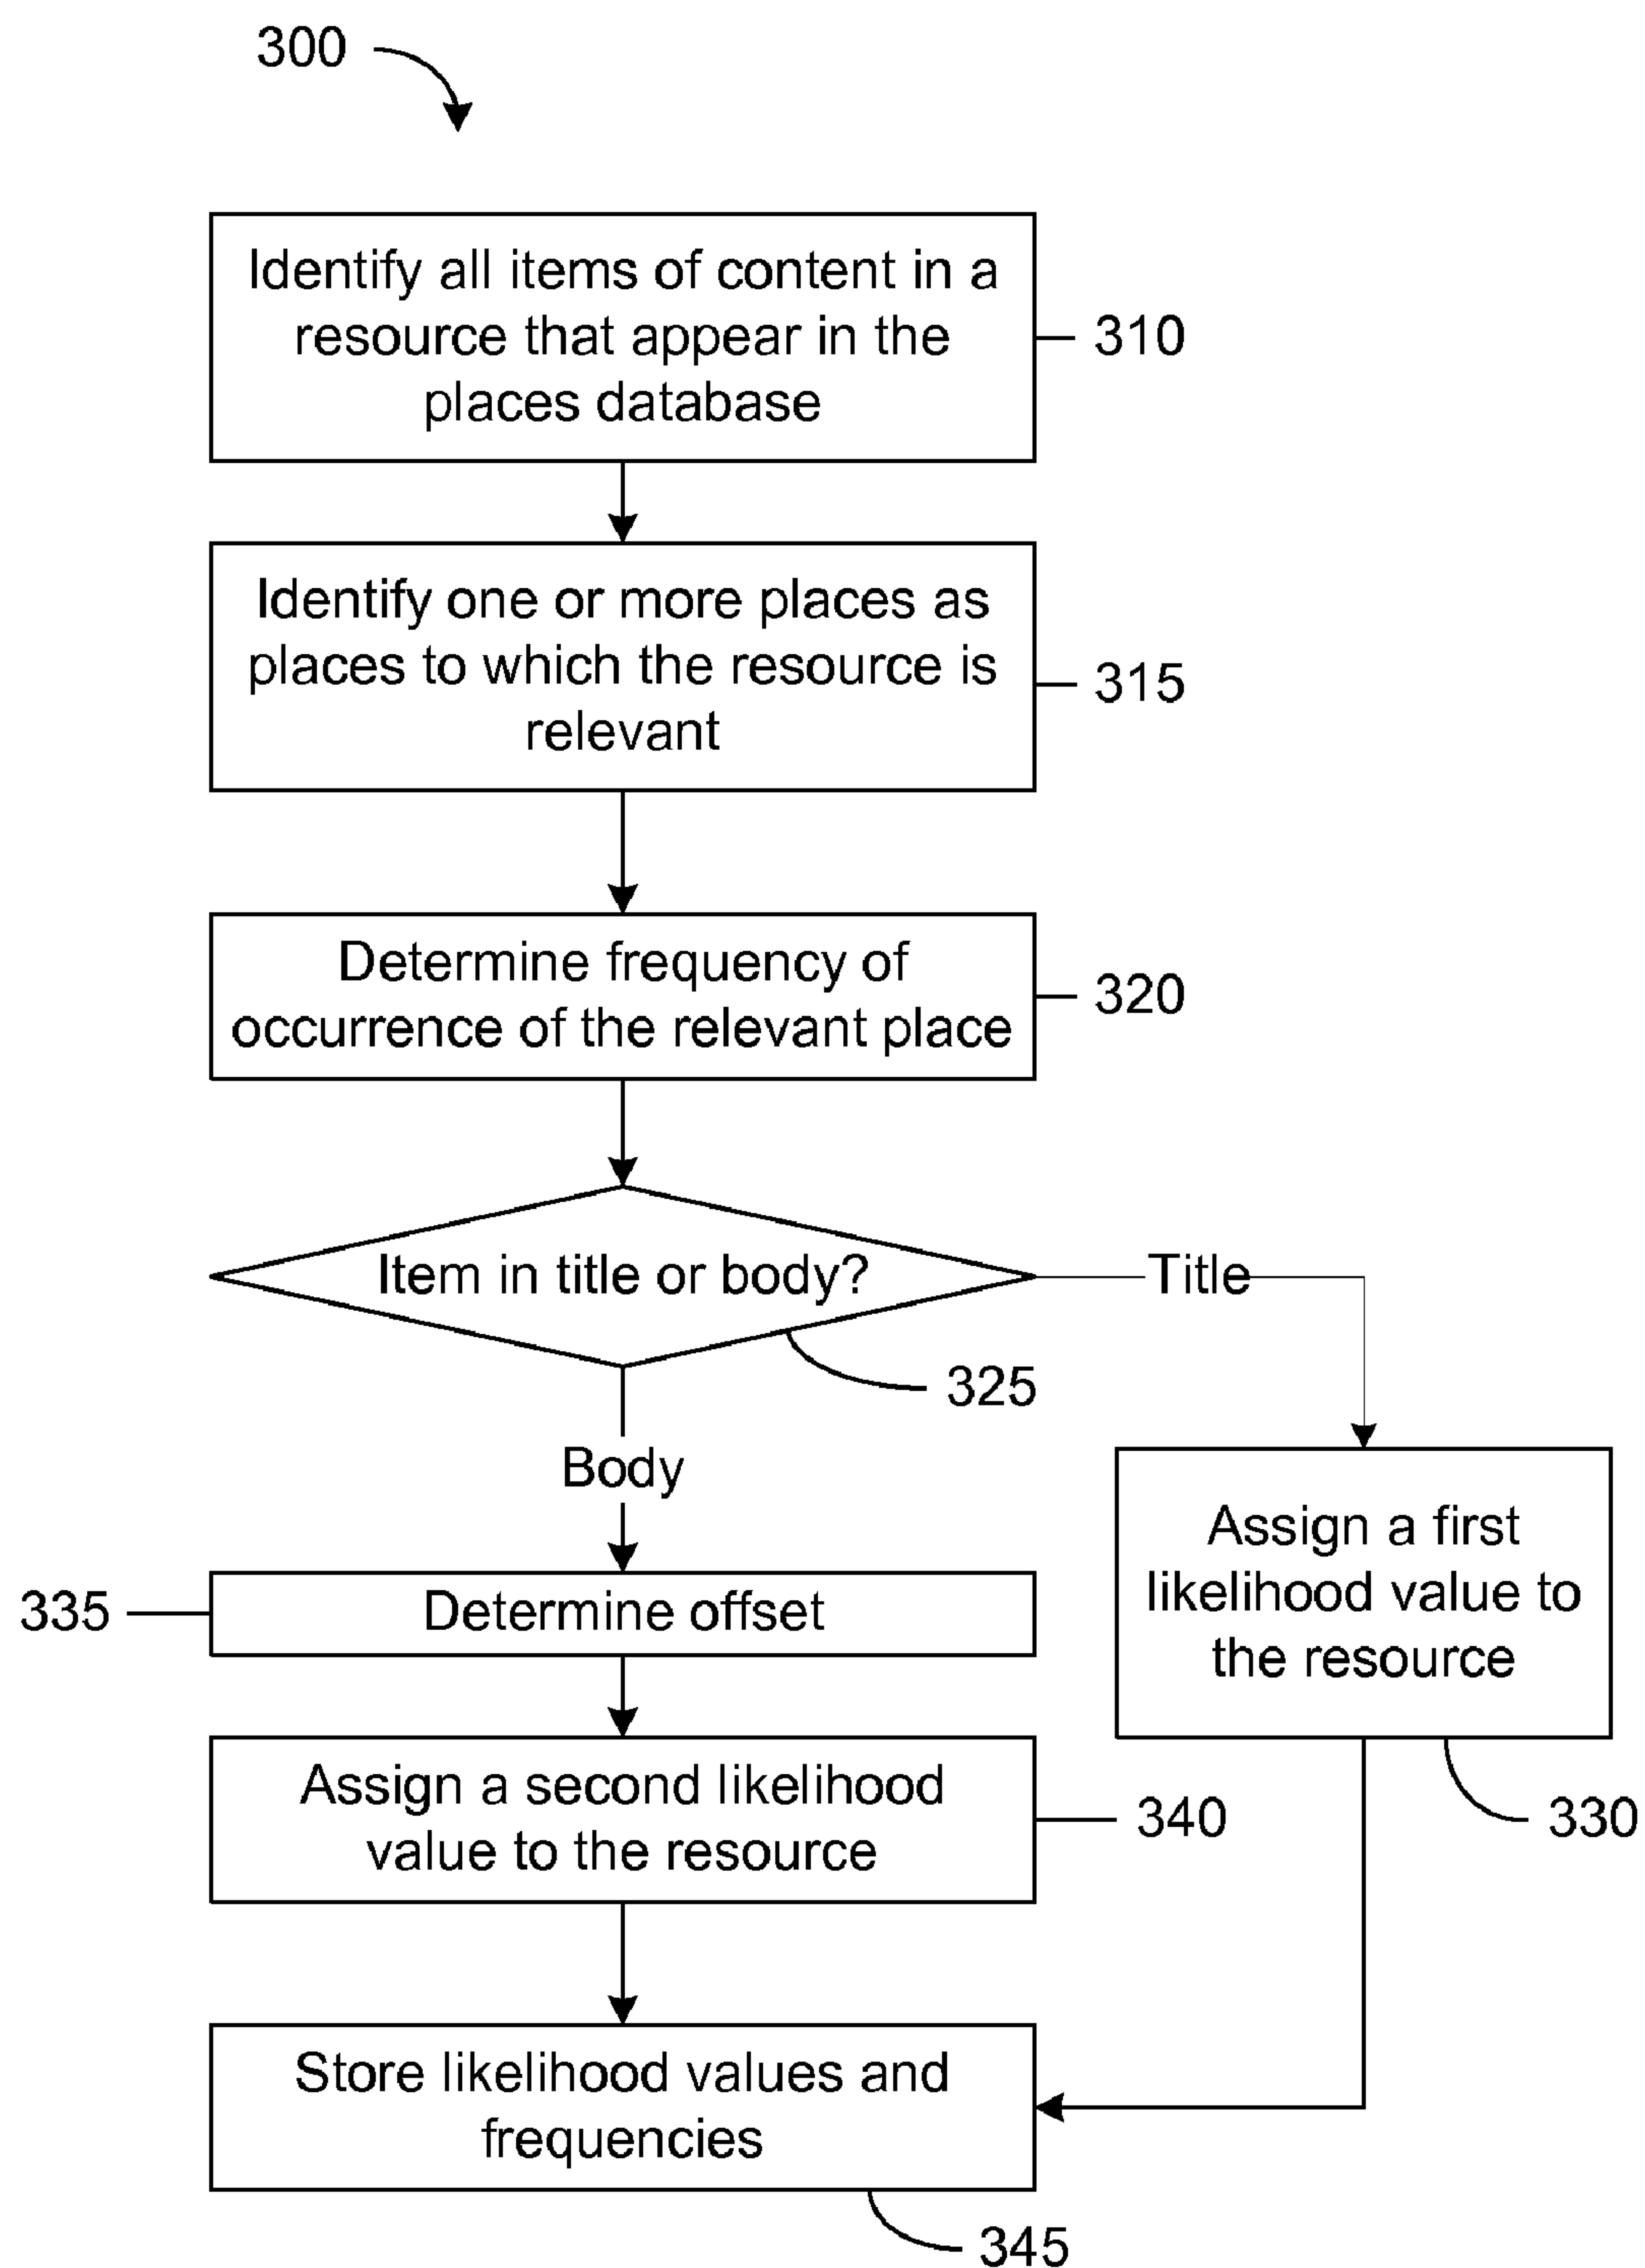 300
Identify all items of content in a
resource that appear in the
places database
310
Identify one or more places as
places to which the resource is
relevant
315
Determine frequency of
occurrence of the relevant place
320
Item in title or body?
Title
325
Body
Assign a first
likelihood value to
the resource
330
335
Determine offset
Assign a second likelihood
value to the resource
340
Store likelihood values and
frequencies
345